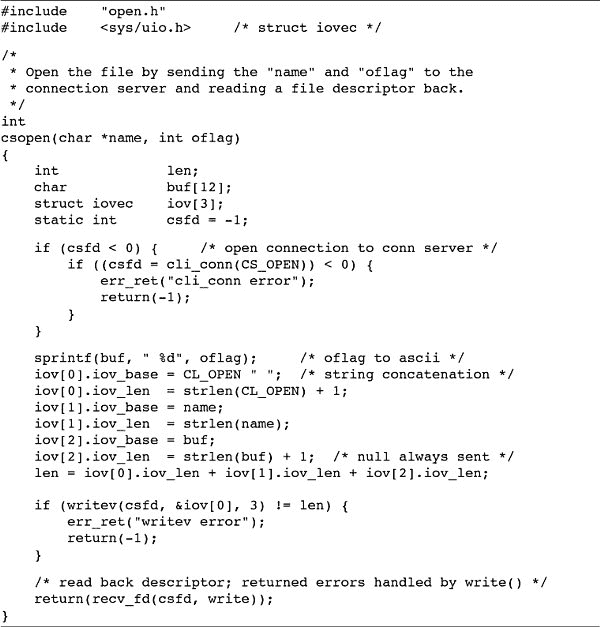 #include    "open.h"
#include    <sys/uio.h>     /* struct iovec */
/*
 * Open the file by sending the "name" and "oflag" to the
 * connection server and reading a file descriptor back.
 */
int
csopen(char *name, int oflag)
{
    int             len;
    char            buf[12];
    struct iovec    iov[3];
    static int      csfd = -1;
    if (csfd < 0) {     /* open connection to conn server */
        if ((csfd = cli_conn(CS_OPEN)) < 0) {
            err_ret("cli_conn error");
            return(-1);
        }
    }
    sprintf(buf, " %d", oflag);     /* oflag to ascii */
    iov[0].iov_base = CL_OPEN " ";  /* string concatenation */
    iov[0].iov_len  = strlen(CL_OPEN) + 1;
    iov[1].iov_base = name;
    iov[1].iov_len  = strlen(name);
    iov[2].iov_base = buf;
    iov[2].iov_len  = strlen(buf) + 1;  /* null always sent */
    len = iov[0].iov_len + iov[1].iov_len + iov[2].iov_len;
    if (writev(csfd, &iov[0], 3) != len) {
        err_ret("writev error");
        return(-1);
    }
    /* read back descriptor; returned errors handled by write() */
    return(recv_fd(csfd, write));
}